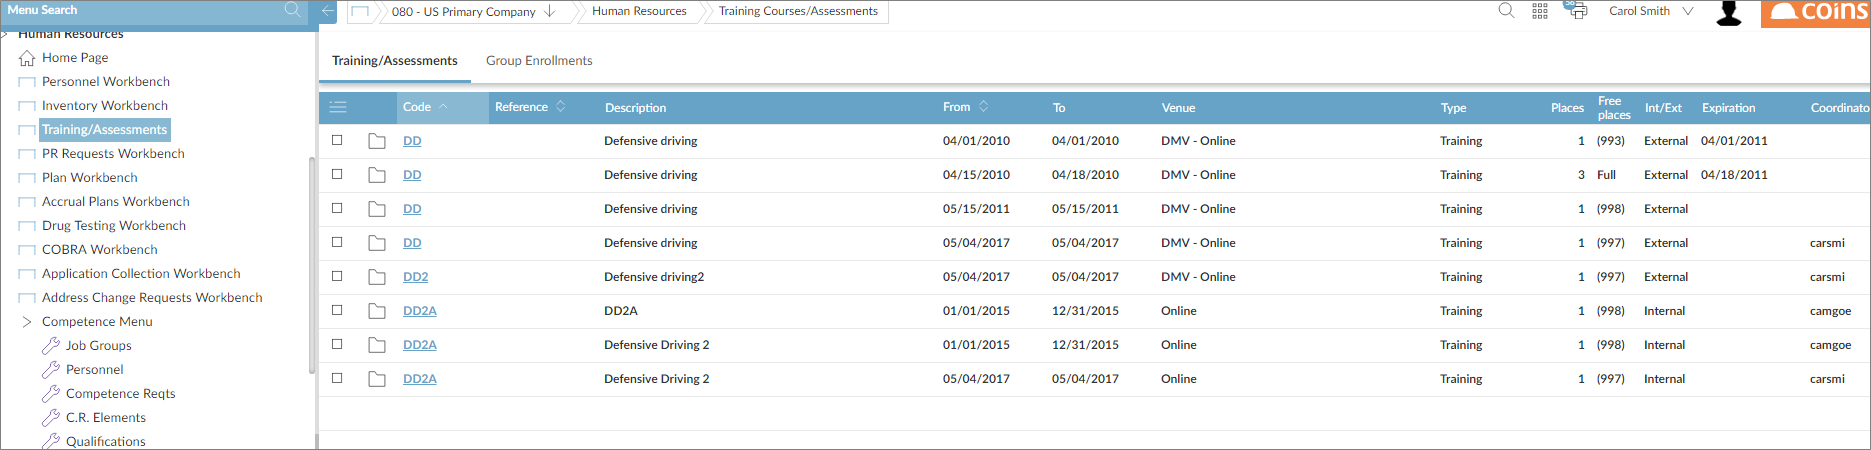 Menu Search
080 - US Primary Company
Human Resources
Training Courses/Assessments
Carol Smith
coins
Human Resources
Home Page
Personnel Workbench
Inventory Workbench
Training/Assessments
PR Requests Workbench
Plan Workbench
Accrual Plans Workbench
Drug Testing Workbench
COBRA Workbench
Application Collection Workbench
Address Change Requests Workbench
Competence Menu
Job Groups
Personnel
Competence Reqts
C.R. Elements
Qualifications
Training/Assessments Group Enrollments
Code Reference Description From To Venue Type Places Free places Int/Ext Expiration Coordinato
DD Defensive driving 04/01/2010 04/01/2010 DMV - Online Training 1 (993) External 04/01/2011
DD Defensive driving 04/15/2010 04/18/2010 DMV - Online Training 3 Full External 04/18/2011
DD Defensive driving 05/15/2011 05/15/2011 DMV - Online Training 1 (998) External
DD Defensive driving 05/04/2017 05/04/2017 DMV - Online Training 1 (997) External carsmi
DD2 Defensive driving2 05/04/2017 05/04/2017 DMV - Online Training 1 (997) External carsmi
DD2A DD2A 01/01/2015 12/31/2015 Online Training 1 (998) Internal camgoe
DD2A Defensive Driving 2 01/01/2015 12/31/2015 Online Training 1 (998) Internal camgoe
DD2A Defensive Driving 2 05/04/2017 05/04/2017 Online Training 1 (997) Internal carsmi